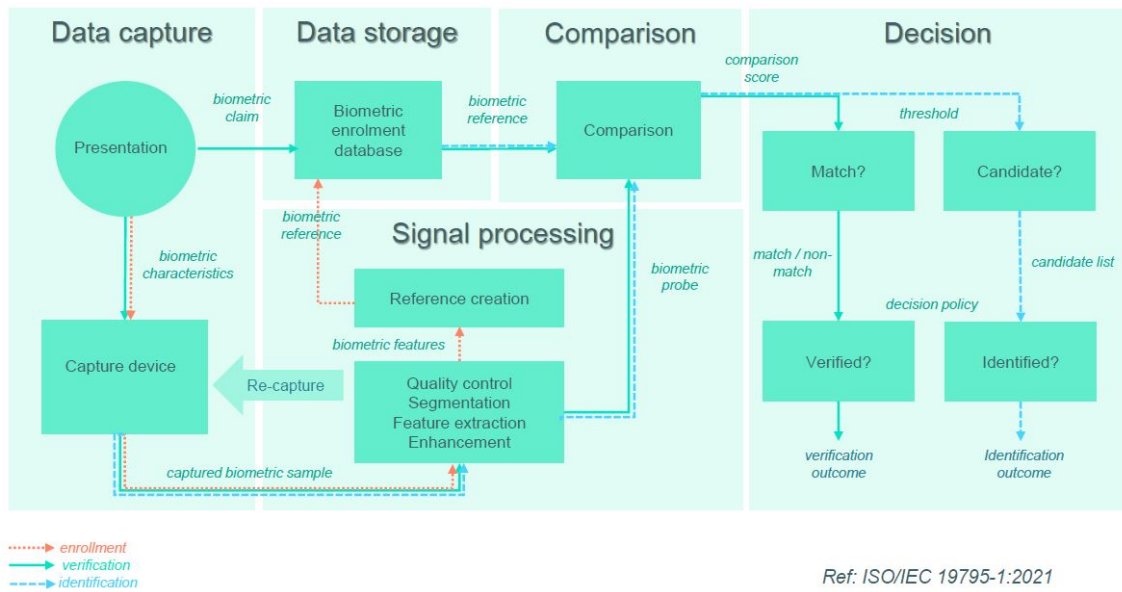 Data capture
Data storage
Comparison
Decision
Presentation
biometric
claim
Biometric
enrolment
database
biometric
reference
Comparison
comparison
score
threshold
Match?
Candidate?
biometric
characteristics
biometric
reference
Signal processing
biometric
probe
match / non-
match
candidate list
Reference creation
decision policy
biometric features
Capture device
Re-capture
Quality control
Segmentation
Feature extraction
Enhancement
Verified?
Identified?
captured biometric sample
verification
outcome
Identification
outcome
enrollment
verification
identification
Ref: ISO/IEC 19795-1:2021